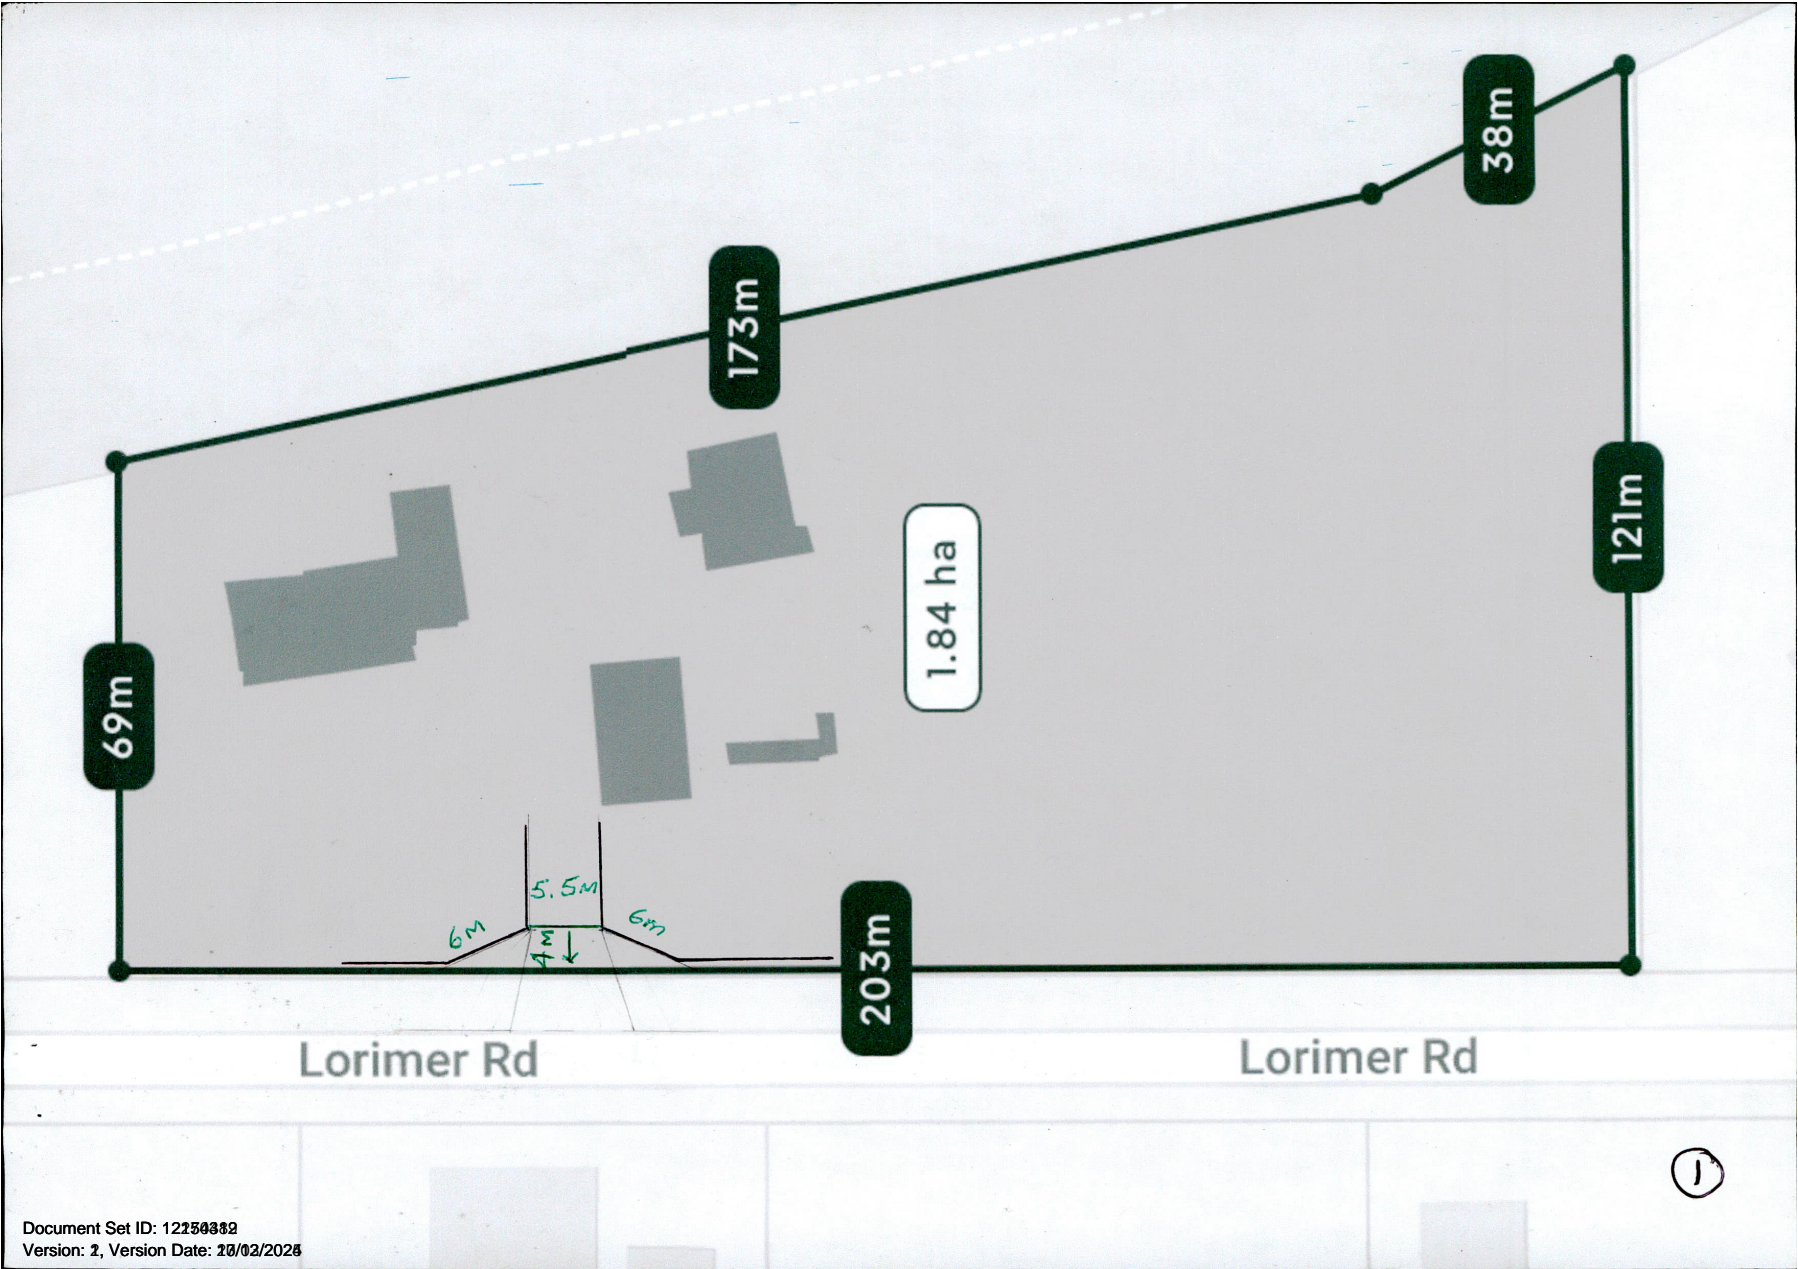 38m
173m
121m
1.84 ha
69m
5.5M
6M
6m
4M
203m
Lorimer Rd
Lorimer Rd
1
Document Set ID:
Version: , Version Date: